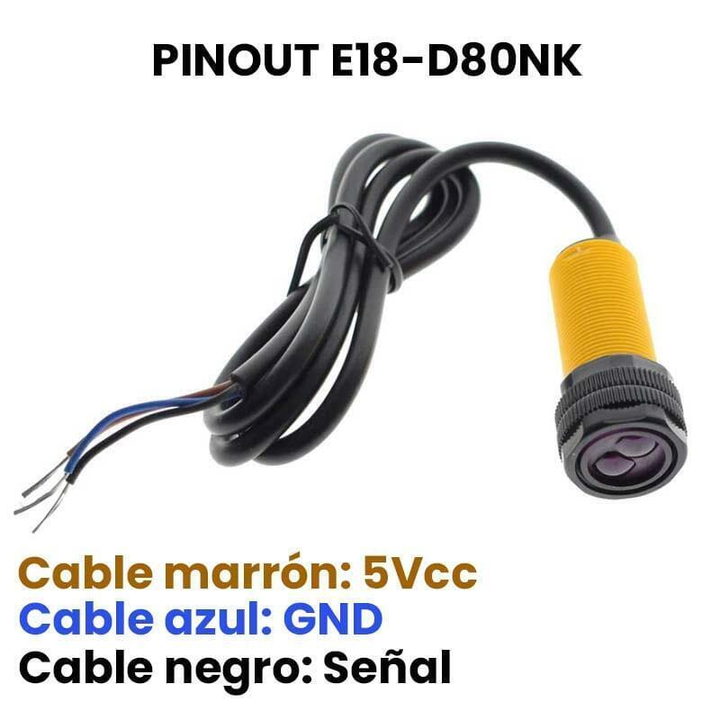 PINOUT E18-D80NK
Cable marrón: 5Vcc
Cable azul: GND
Cable negro: Señal